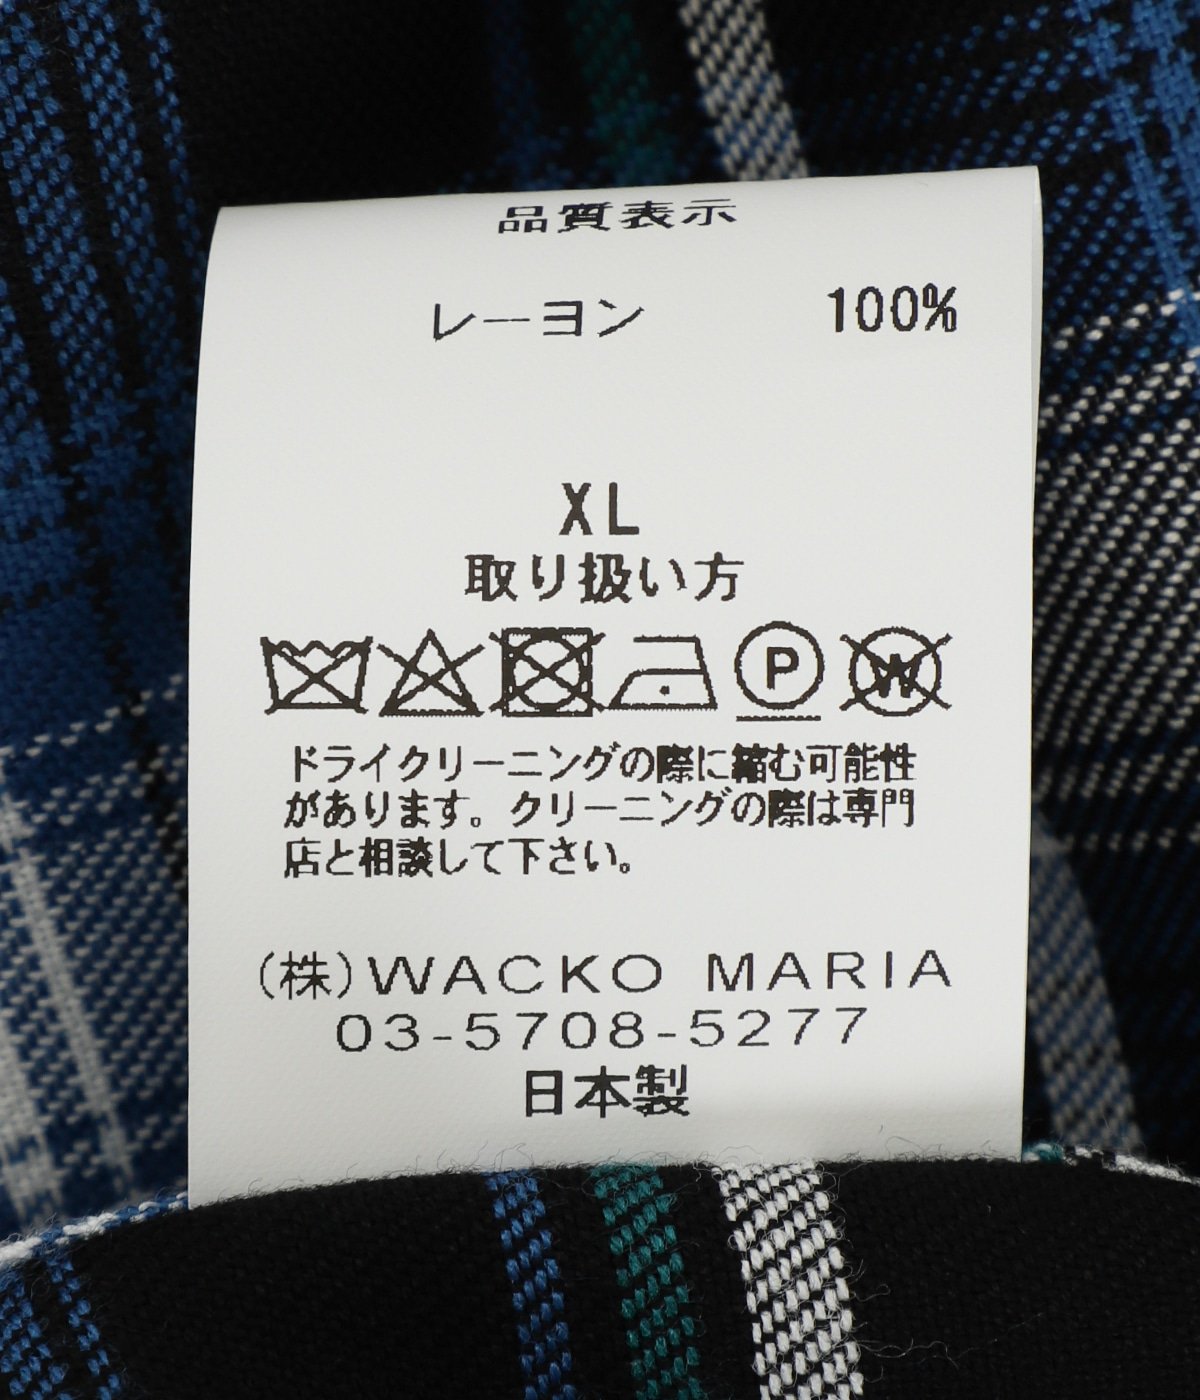 品質表示
レーヨン 100%
XL
取り扱い方
P W
ドライクリーニングの際に縮む可能性
があります。クリーニングの際は専門
店と相談して下さい。
(株)WACKO MARIA
03-5708-5277
日本製